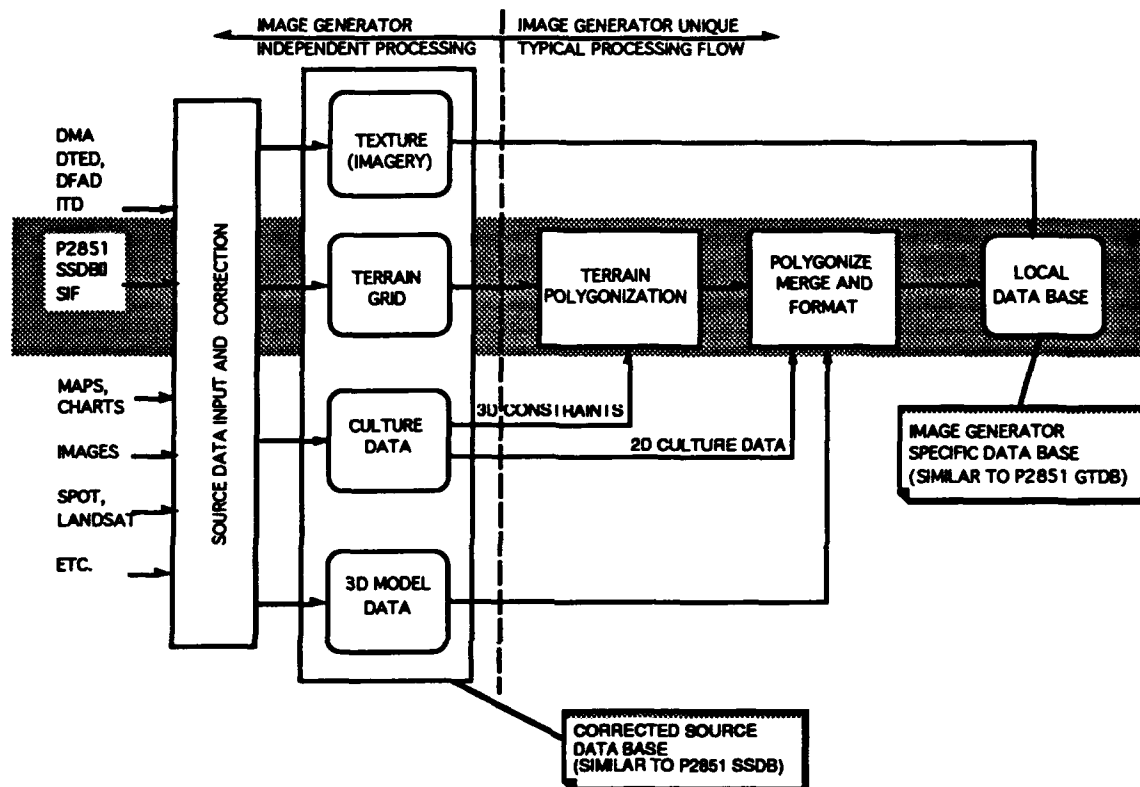 IMAGE GENERATOR
INDEPENDENT PROCESSING
IMAGE GENERATOR UNIQUE
TYPICAL PROCESSING FLOW
DMA
DTED,
DFAD
ITD
P2851
SSDB
SIF
MAPS,
CHARTS
IMAGES
SPOT,
LANDSAT
ETC.
SOURCE DATA INPUT AND CORRECTION
TEXTURE
(IMAGERY)
TERRAIN
GRID
CULTURE
DATA
3D MODEL
DATA
3D CONSTRAINTS
2D CULTURE DATA
TERRAIN
POLYGONIZATION
POLYGONIZE
MERGE AND
FORMAT
LOCAL
DATA BASE
IMAGE GENERATOR
SPECIFIC DATA BASE
(SIMILAR TO P2851 GTDB)
CORRECTED SOURCE
DATA BASE
(SIMILAR TO P2851 SSDB)